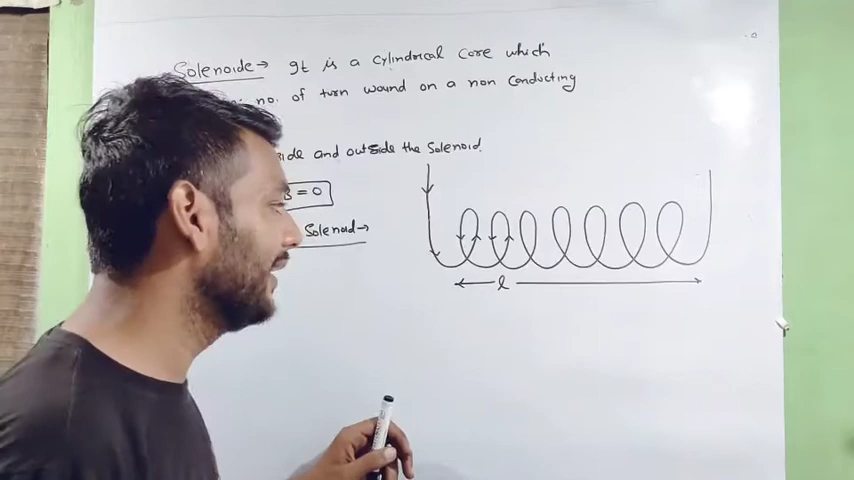 Solenoide → It is a cylindrical core which
no. of turn wound on a non conducting
and outside the Solenoid.
= 0
Solenoid →
l